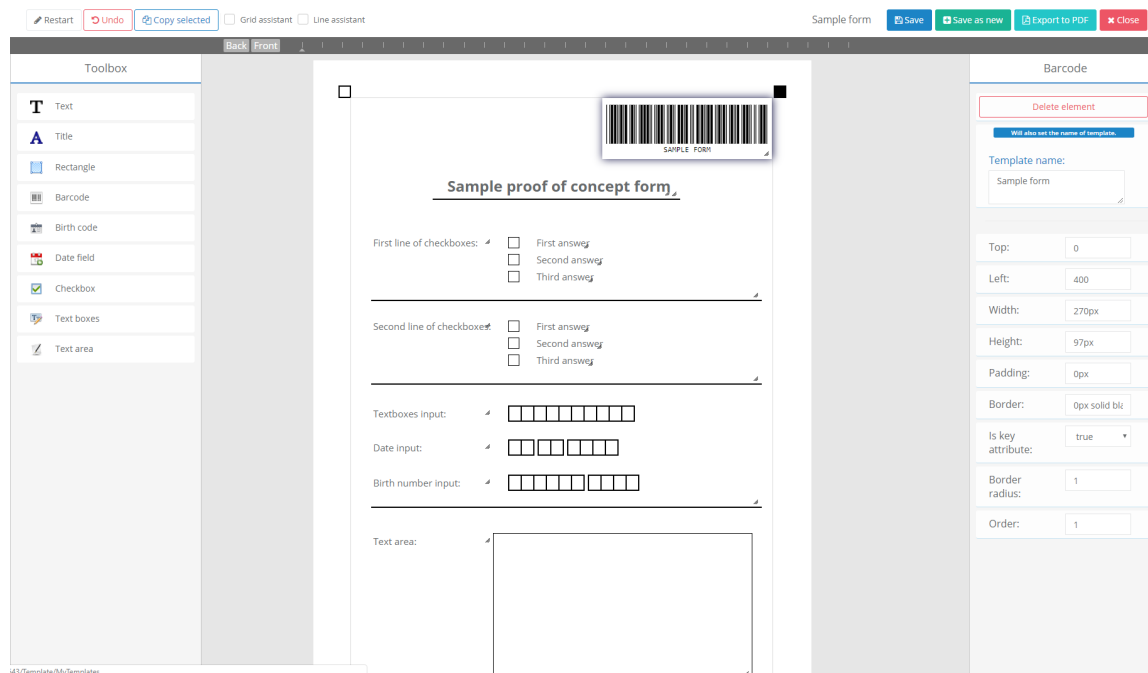 Restart Undo Copy selected Grid assistant Line assistant Sample form Save Save as new Export to PDF Close
Back Front
Toolbox
Text
Title
Rectangle
Barcode
Birth code
Date field
Checkbox
Text boxes
Text area
SAMPLE FORM
Sample proof of concept form
First line of checkboxes: First answer
Second answer
Third answer
Second line of checkboxes: First answer
Second answer
Third answer
Textboxes input:
Date input:
Birth number input:
Text area:
Barcode
Delete element
Will also set the name of template.
Template name:
Sample form
Top: 0
Left: 400
Width: 270px
Height: 97px
Padding: 0px
Border: 0px solid bla
Is key
attribute: true
Border
radius: 1
Order: 1
43/Template/MyTemplates